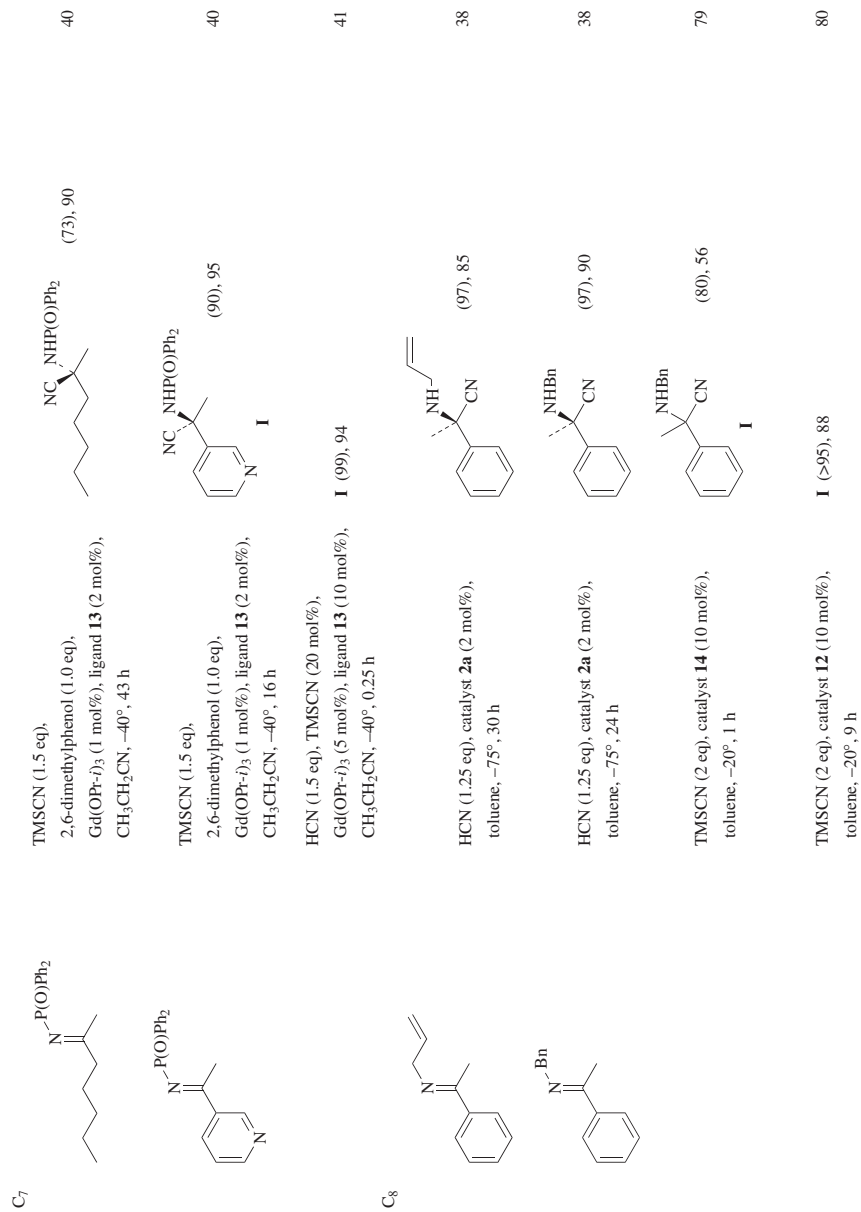 C7
N
P(O)Ph2
TMSCN (1.5 eq),
2,6-dimethylphenol (1.0 eq),
Gd(OPr-i)3 (1 mol%), ligand 13 (2 mol%),
CH3CH2CN, –40°, 43 h
NC
NHP(O)Ph2
(73), 90
40
N
P(O)Ph2
N
TMSCN (1.5 eq),
2,6-dimethylphenol (1.0 eq),
Gd(OPr-i)3 (1 mol%), ligand 13 (2 mol%),
CH3CH2CN, –40°, 16 h
NC
NHP(O)Ph2
N
I
(90), 95
40
HCN (1.5 eq), TMSCN (20 mol%),
Gd(OPr-i)3 (5 mol%), ligand 13 (10 mol%),
CH3CH2CN, –40°, 0.25 h
I (99), 94
41
C8
N
HCN (1.25 eq), catalyst 2a (2 mol%),
toluene, –75°, 30 h
NH
CN
(97), 85
38
N
Bn
HCN (1.25 eq), catalyst 2a (2 mol%),
toluene, –75°, 24 h
NHBn
CN
(97), 90
38
TMSCN (2 eq), catalyst 14 (10 mol%),
toluene, –20°, 1 h
NHBn
CN
I
(80), 56
79
TMSCN (2 eq), catalyst 12 (10 mol%),
toluene, –20°, 9 h
I (>95), 88
80